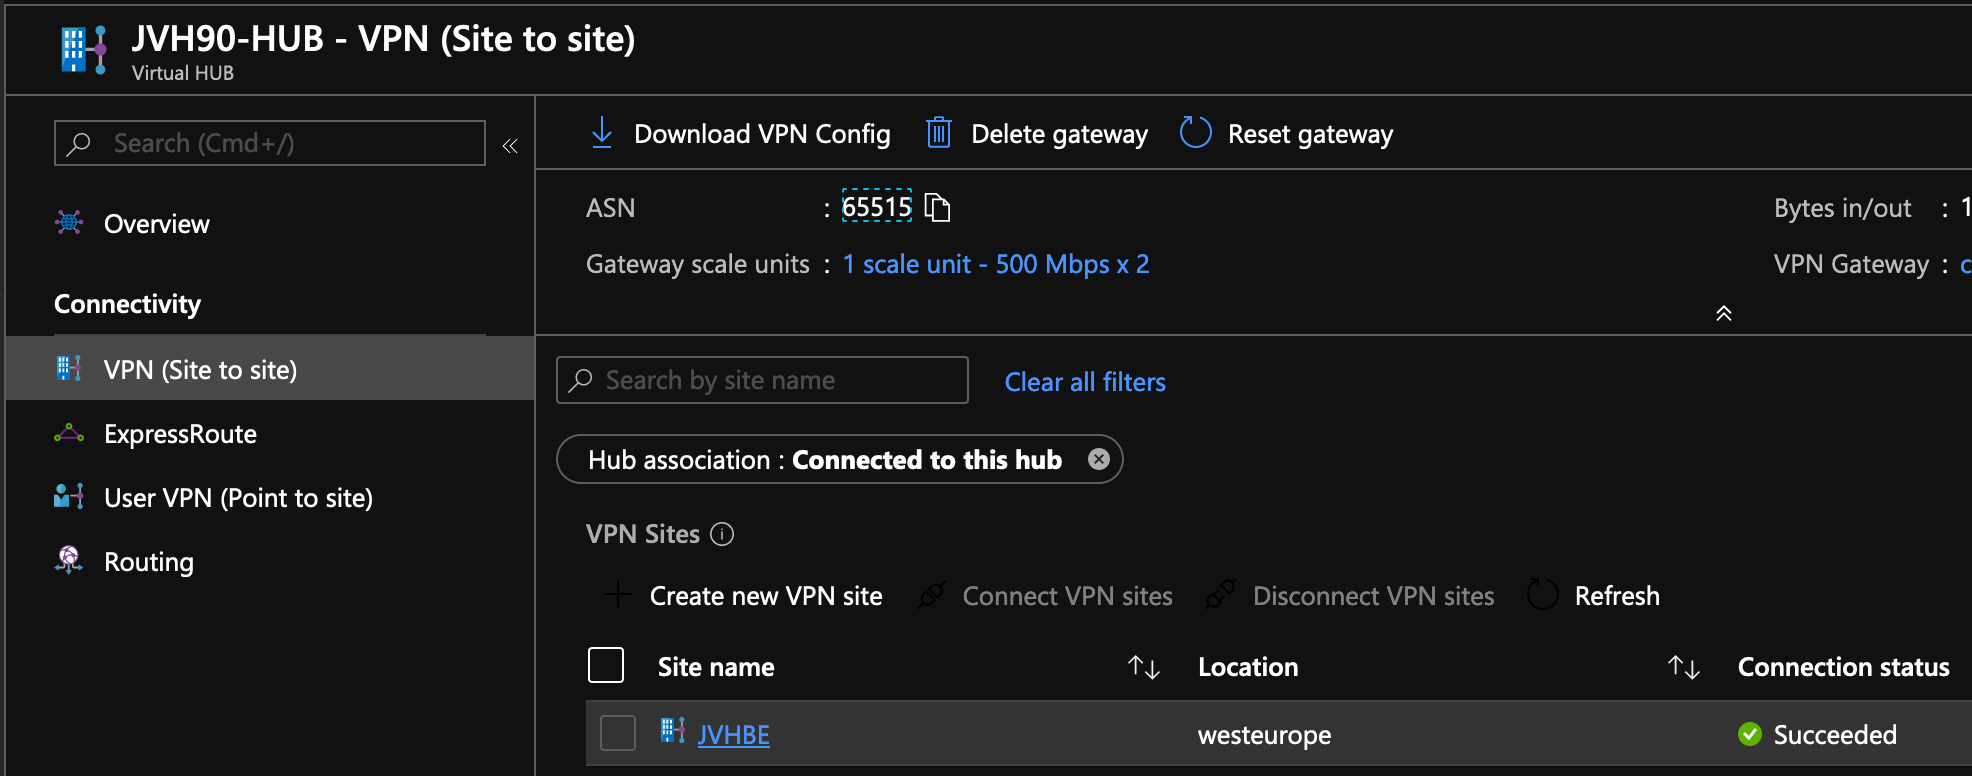 JVH90-HUB - VPN (Site to site)
Virtual HUB
Search (Cmd+/)
«
Overview
Connectivity
VPN (Site to site)
ExpressRoute
User VPN (Point to site)
Routing
Download VPN Config Delete gateway Reset gateway
ASN : 65515 Bytes in/out : 1
Gateway scale units : 1 scale unit - 500 Mbps x 2 VPN Gateway : c
Search by site name Clear all filters
Hub association : Connected to this hub
VPN Sites
Create new VPN site Connect VPN sites Disconnect VPN sites Refresh
Site name Location Connection status
JVHBE westeurope Succeeded